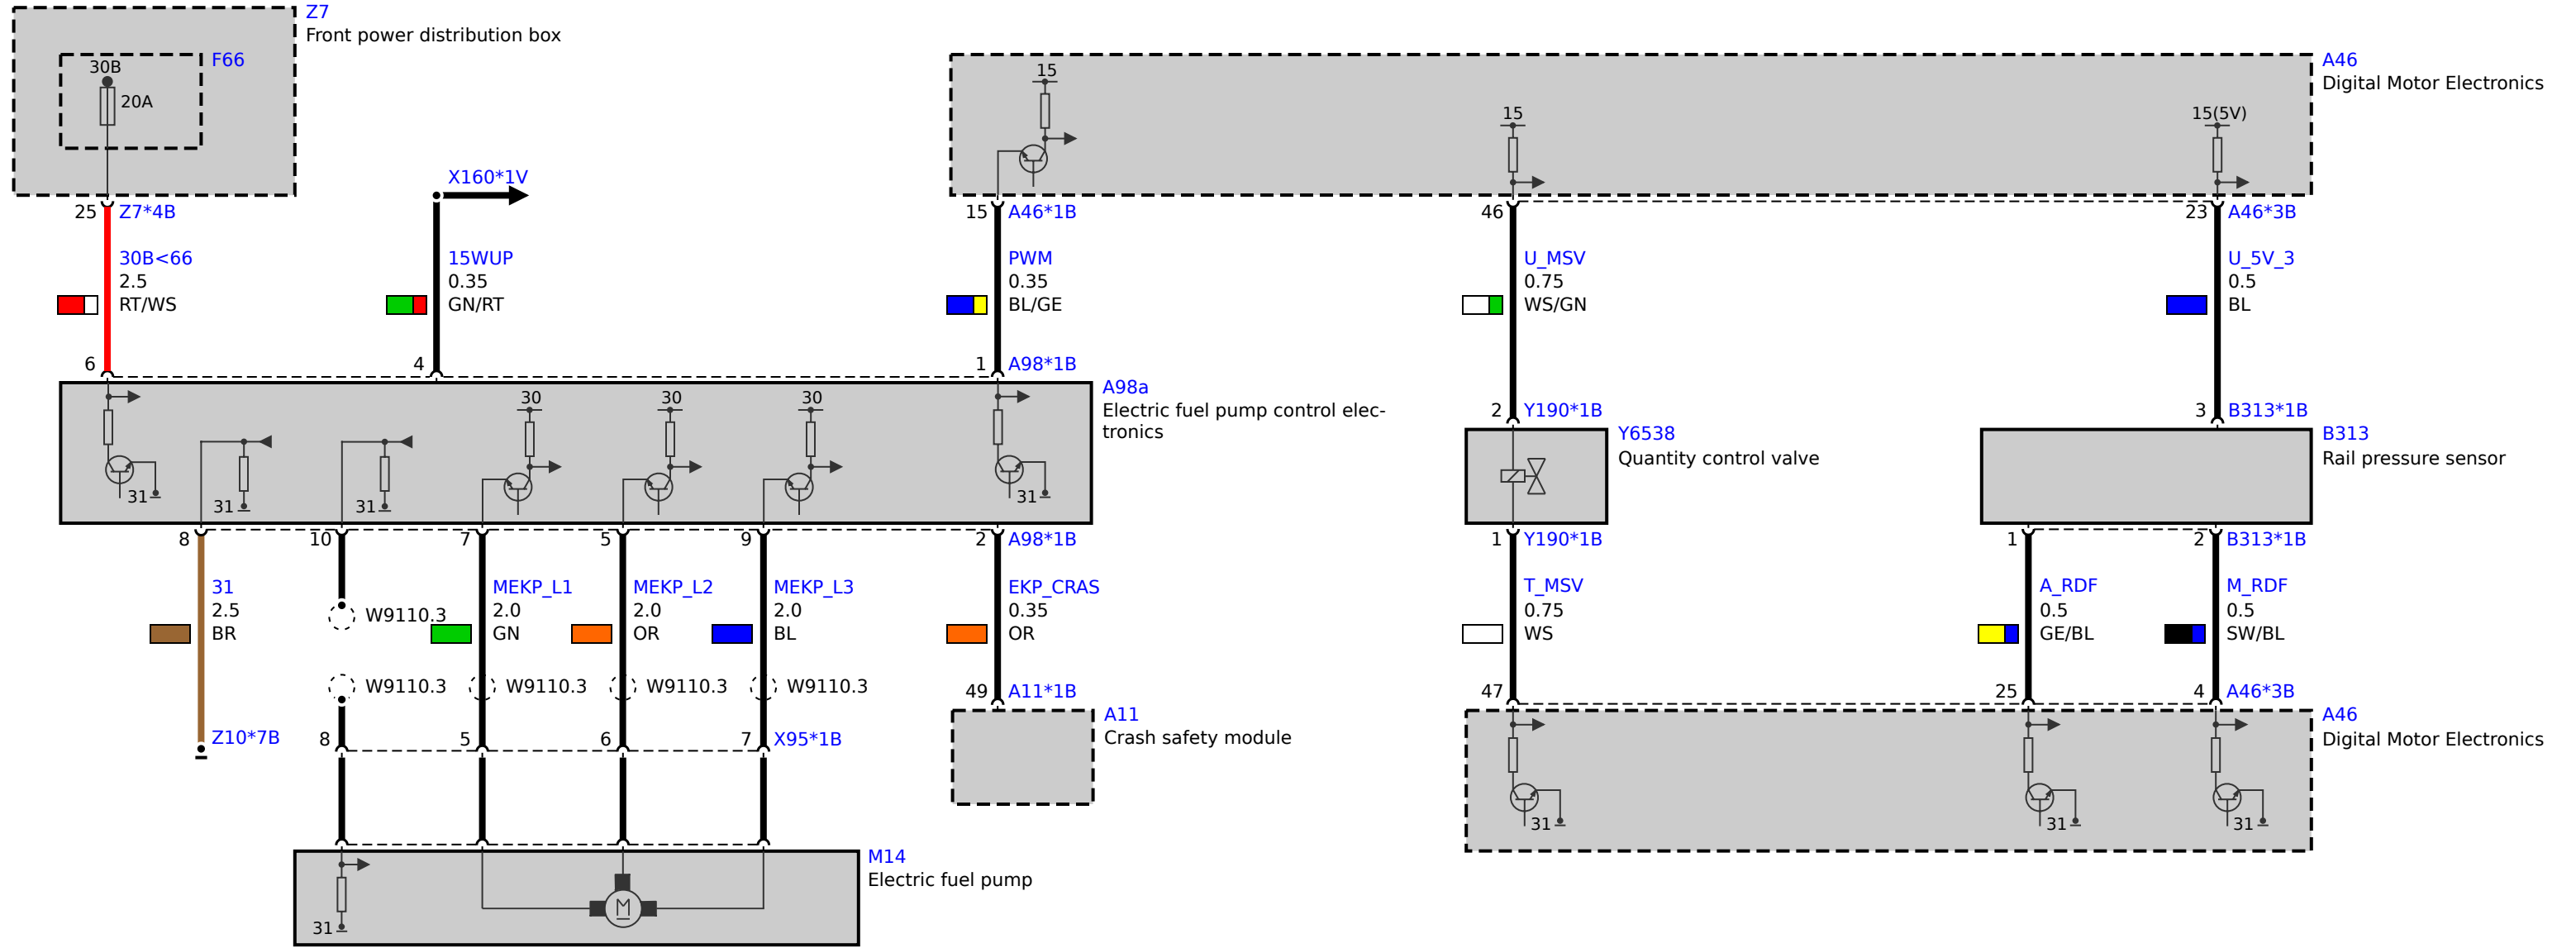 Z7
Front power distribution box
F66
30B
20A
A46
Digital Motor Electronics
15
15
15(5V)
X160*1V
25 Z7*4B
15 A46*1B
46
23 A46*3B
30B<66
2.5
RT/WS
15WUP
0.35
GN/RT
PWM
0.35
BL/GE
U_MSV
0.75
WS/GN
U_5V_3
0.5
BL
6
4
1 A98*1B
A98a
Electric fuel pump control elec-
tronics
30
30
30
31
31
31
31
2 Y190*1B
Y6538
Quantity control valve
3 B313*1B
B313
Rail pressure sensor
8
10
7
5
9
2 A98*1B
1 Y190*1B
1
2 B313*1B
31
2.5
BR
W9110.3
MEKP_L1
2.0
GN
MEKP_L2
2.0
OR
MEKP_L3
2.0
BL
EKP_CRAS
0.35
OR
T_MSV
0.75
WS
A_RDF
0.5
GE/BL
M_RDF
0.5
SW/BL
W9110.3
W9110.3
W9110.3
W9110.3
49 A11*1B
47
25
4 A46*3B
Z10*7B
8
5
6
7 X95*1B
A11
Crash safety module
A46
Digital Motor Electronics
31
31
31
M14
Electric fuel pump
31
M